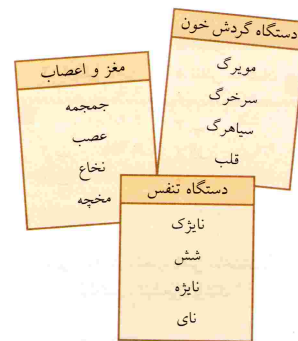 دستگاه گردش خون
مویرگ
سرخرگ
سیاهرگ
قلب
مغز و اعصاب
جمجمه
عصب
نخاع
مخچه
دستگاه تنفس
نایژک
شش
نایژه
نای